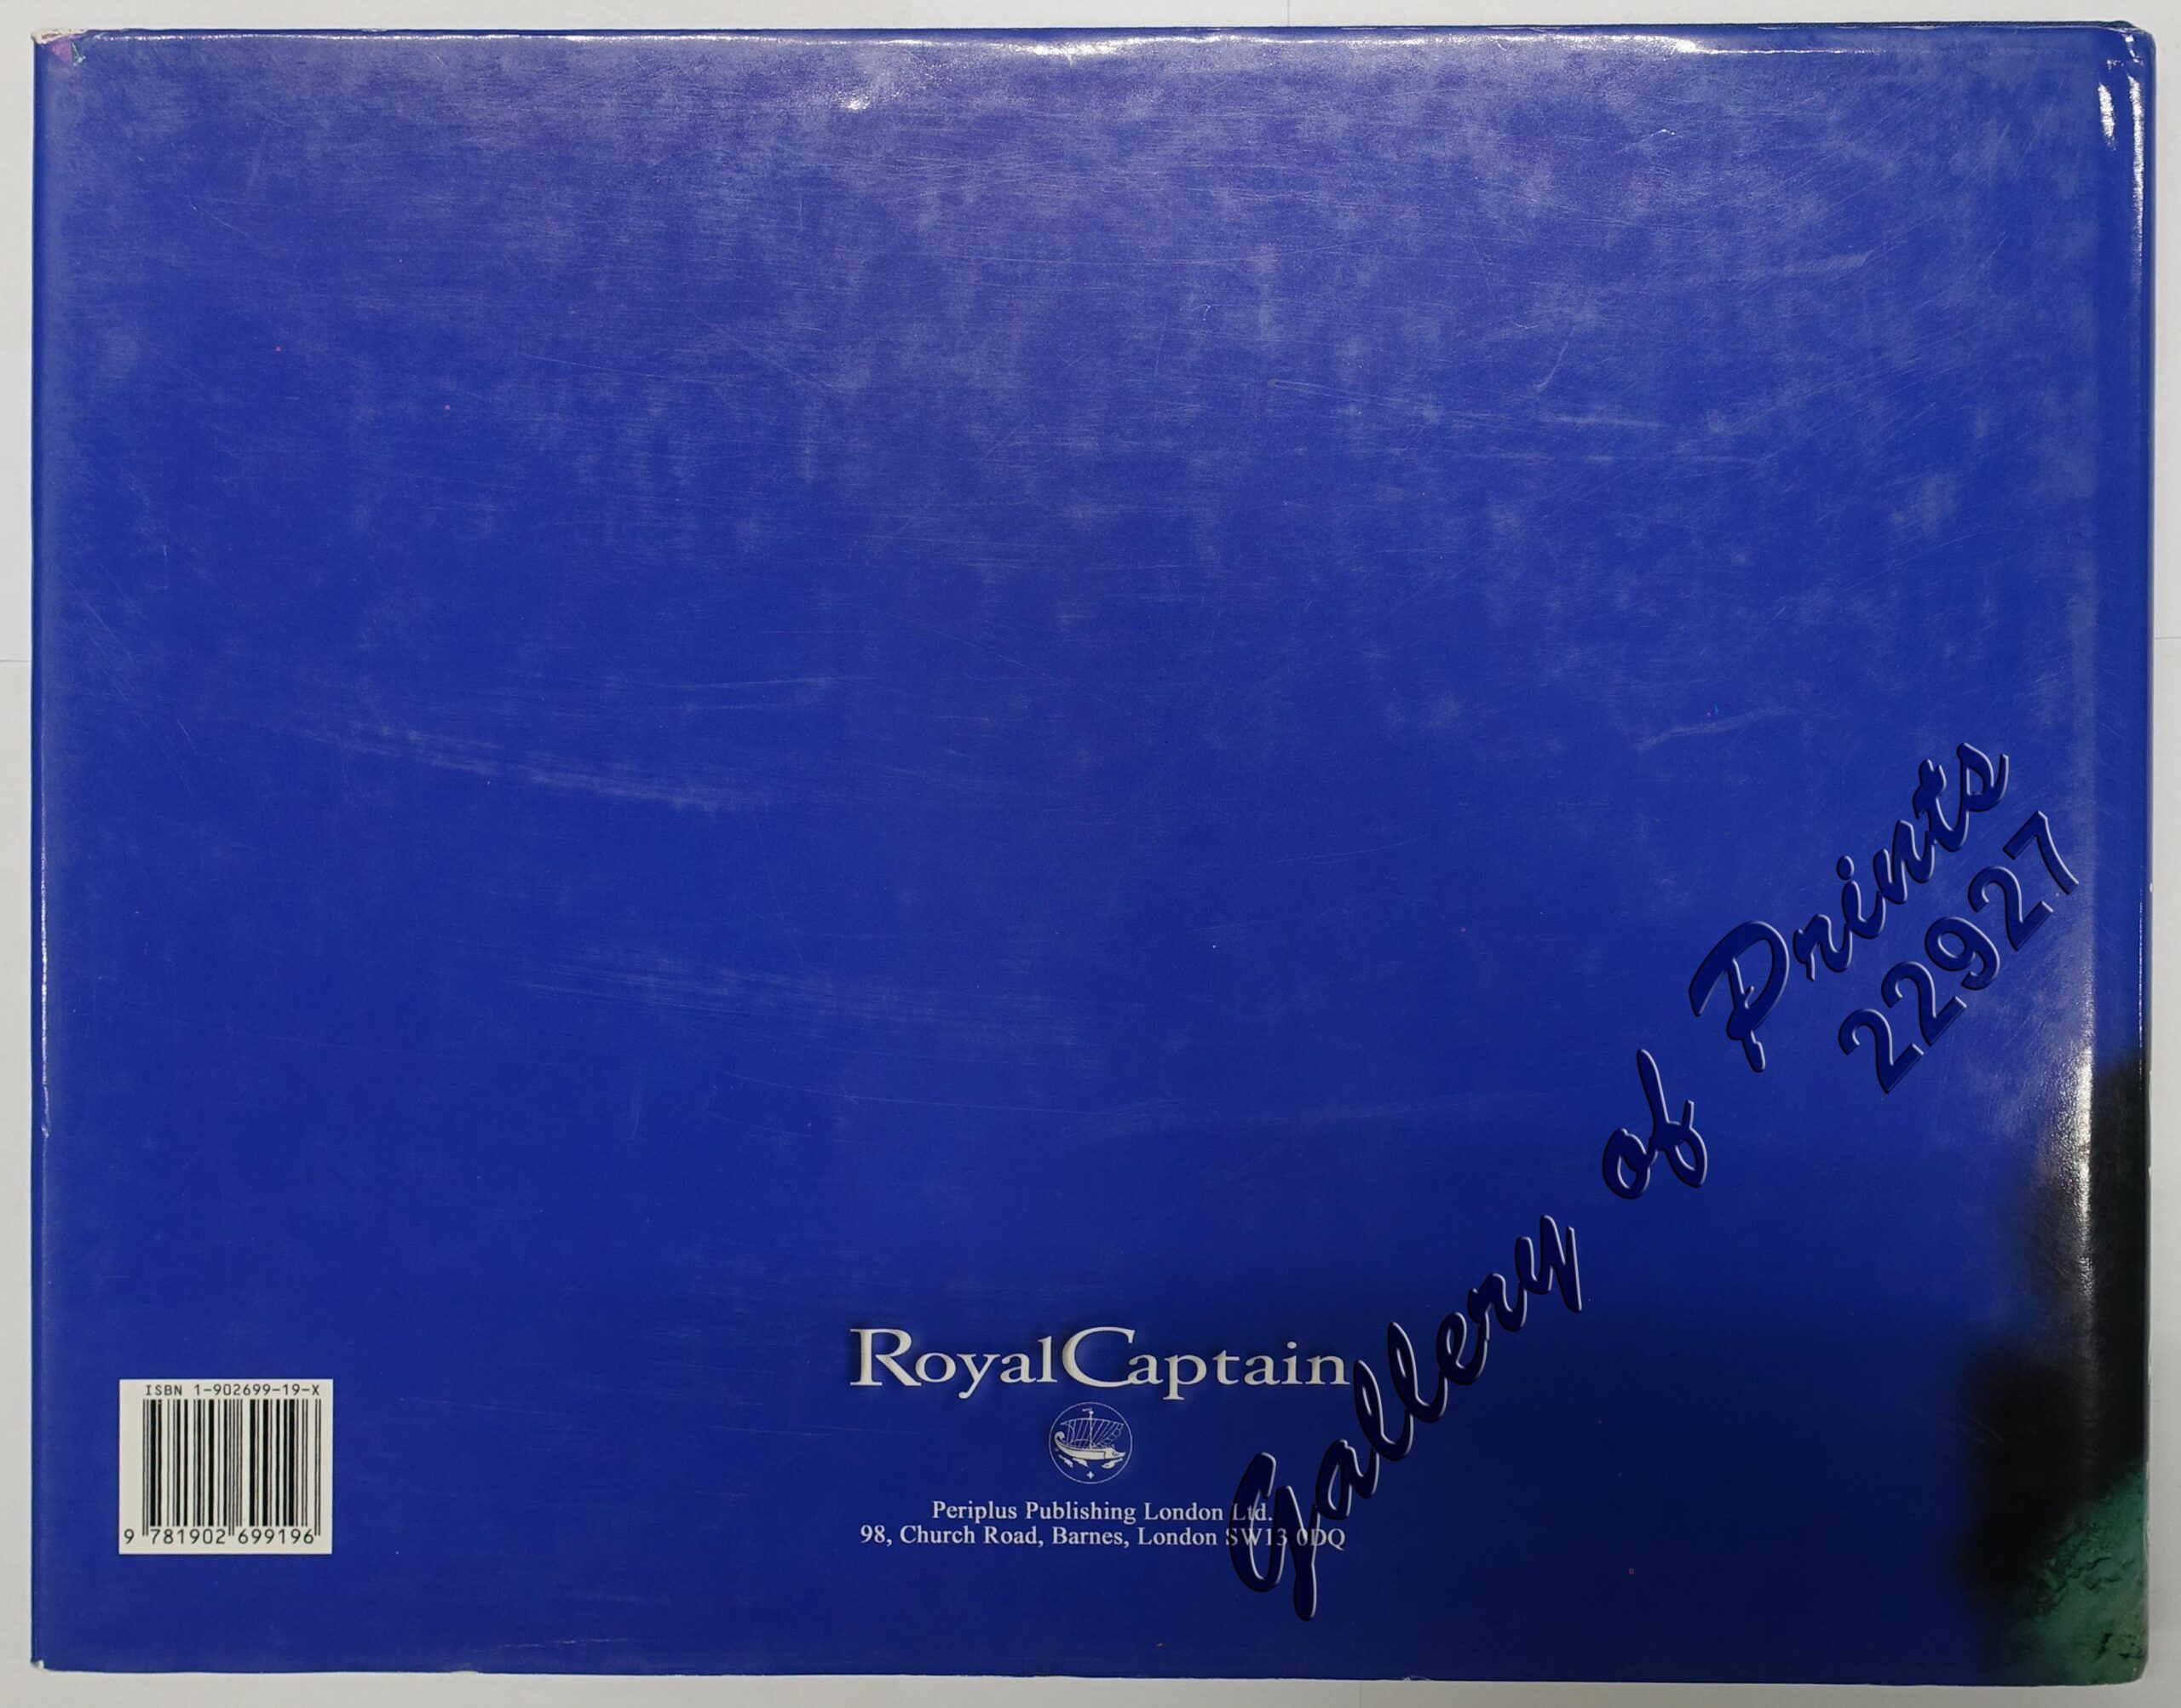 Gallery of Prints
22927
RoyalCaptain
Periplus Publishing London Ltd.
98, Church Road, Barnes, London SW13 0DQ
ISBN 1-902699-19-X
9 781902 699196